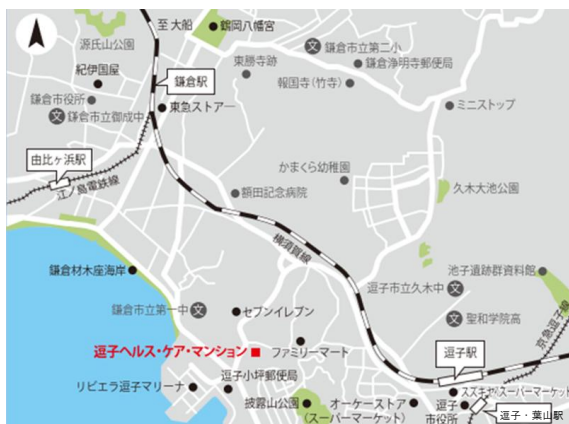 至 大船
鶴岡八幡宮
源氏山公園
鎌倉市立第二小
文
東勝寺跡
鎌倉浄明寺郵便局
紀伊国屋
鎌倉駅
報国寺(竹寺)
鎌倉市役所
東急ストアー
ミニストップ
文
鎌倉市立御成中
由比ヶ浜駅
かまくら幼稚園
江ノ島電鉄線
額田記念病院
久木大池公園
横須賀線
鎌倉材木座海岸
池子遺跡群資料館
逗子市立久木中
文
鎌倉市立第一中
文
セブンイレブン
文
聖和学院高
京急逗子線
逗子ヘルス・ケア・マンション
ファミリーマート
逗子駅
逗子小坪郵便局
リビエラ逗子マリーナ
スズキヤ(スーパーマーケット)
披露山公園
オーケーストア
(スーパーマーケット)
逗子
市役所
逗子・葉山駅